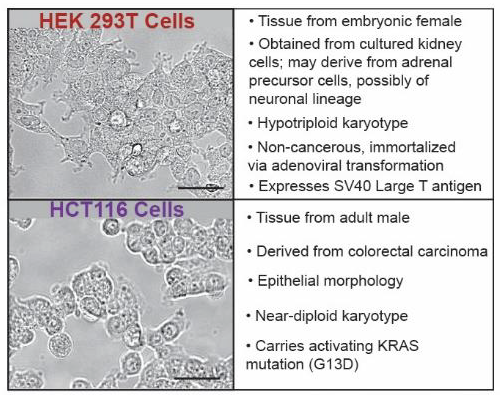 HEK 293T Cells
• Tissue from embryonic female
• Obtained from cultured kidney
cells; may derive from adrenal
precursor cells, possibly of
neuronal lineage
• Hypotriploid karyotype
• Non-cancerous, immortalized
via adenoviral transformation
• Expresses SV40 Large T antigen
HCT116 Cells
• Tissue from adult male
• Derived from colorectal carcinoma
• Epithelial morphology
• Near-diploid karyotype
• Carries activating KRAS
mutation (G13D)